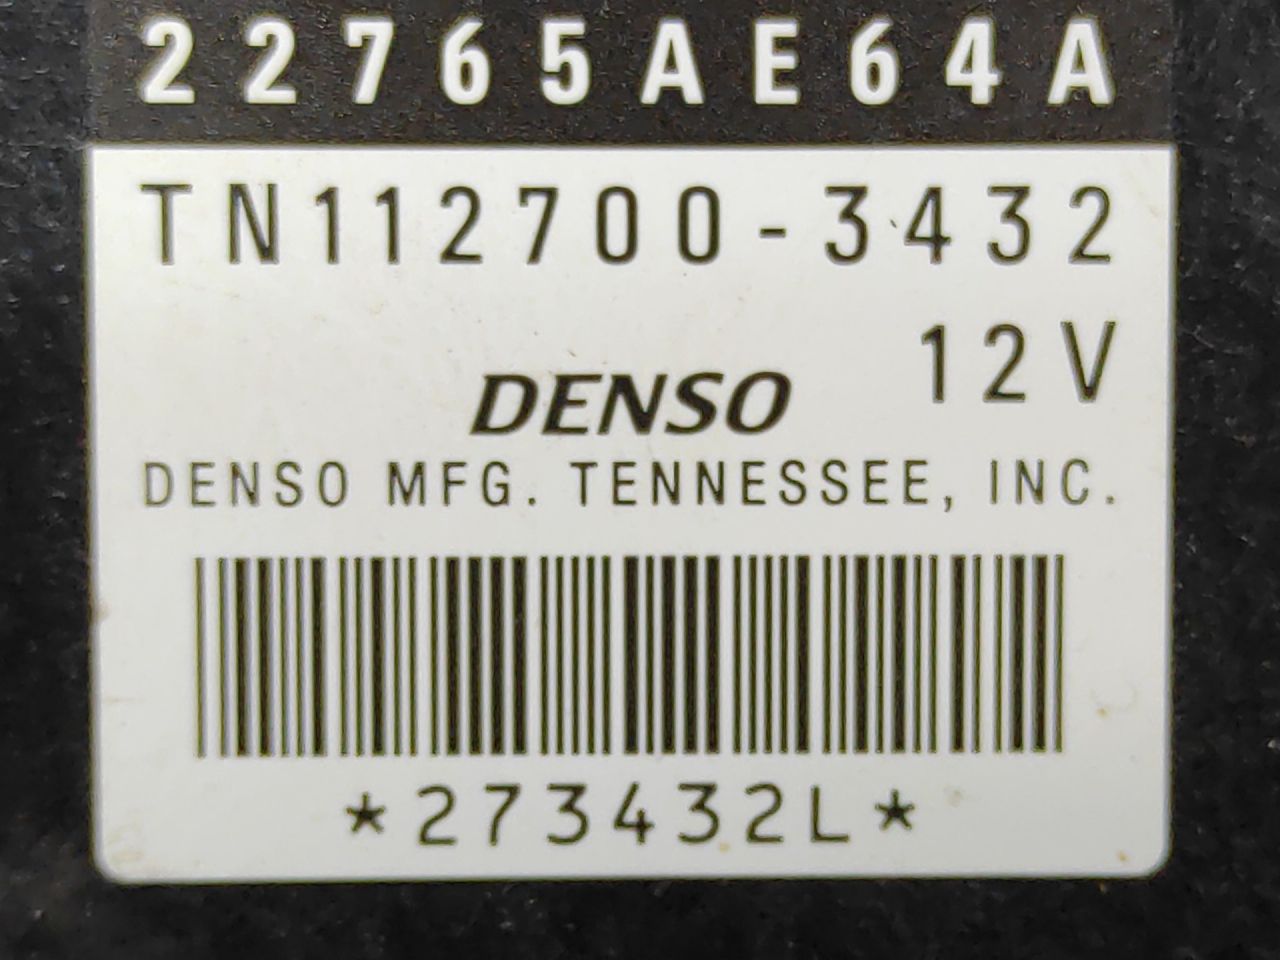 22765AE64A
TN112700-3432
12V
DENSO
DENSO MFG. TENNESSEE, INC.
*273432L*